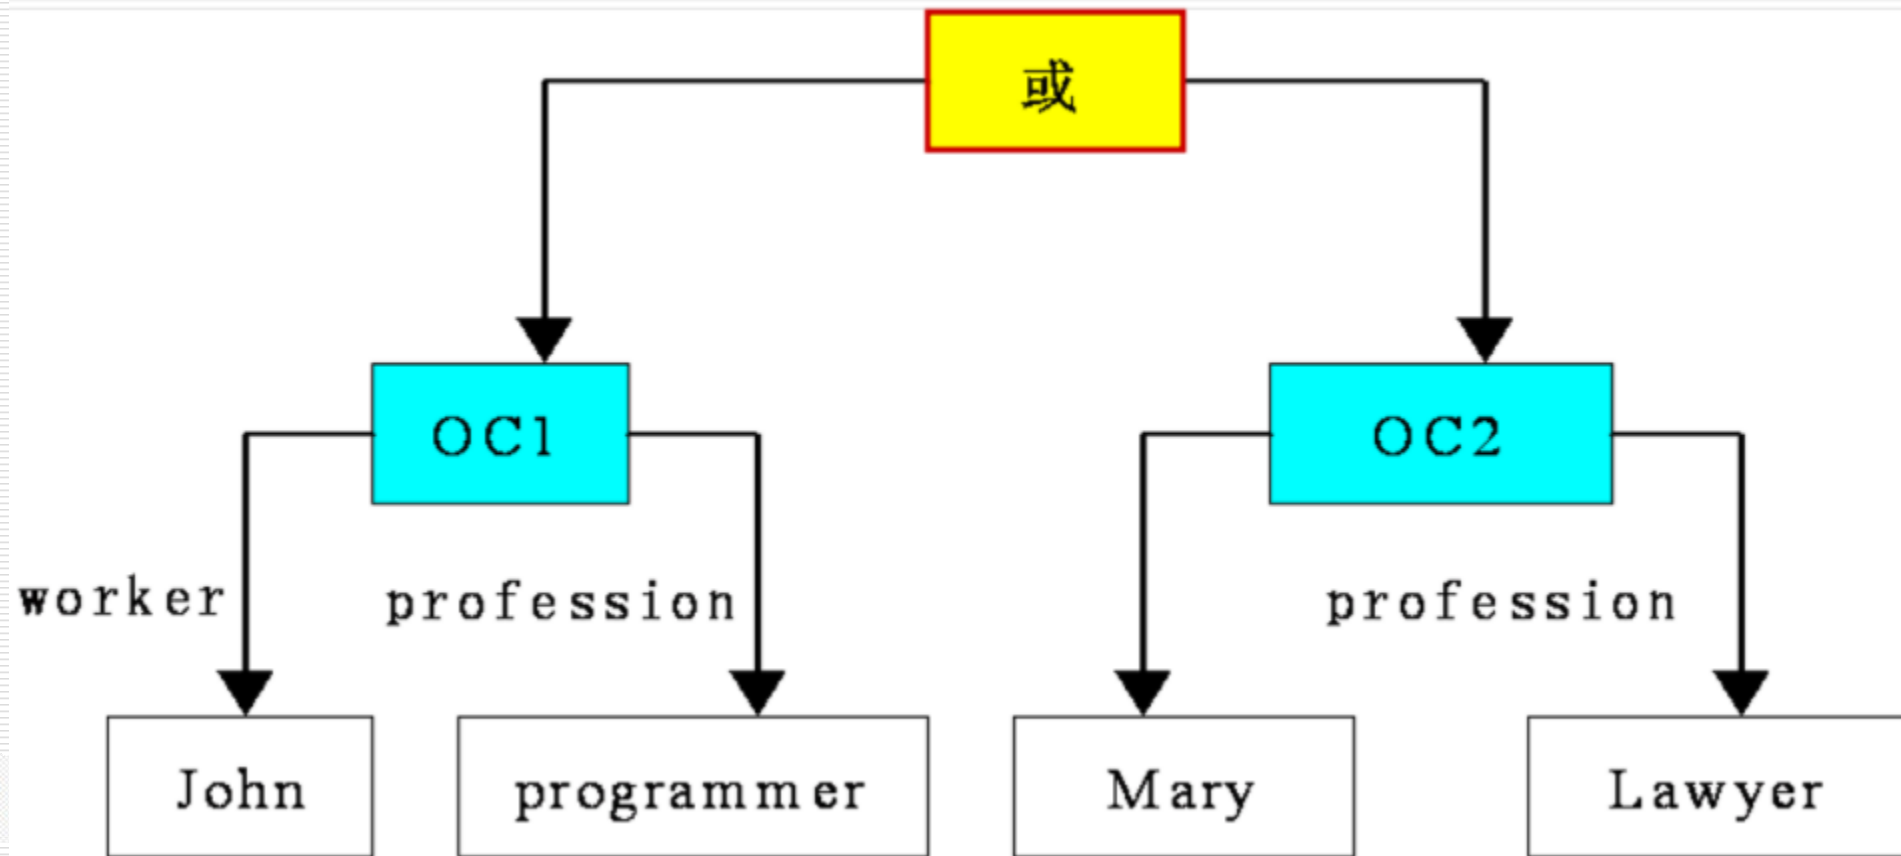 或
OC1
OC2
worker
profession
profession
John
programmer
Mary
Lawyer